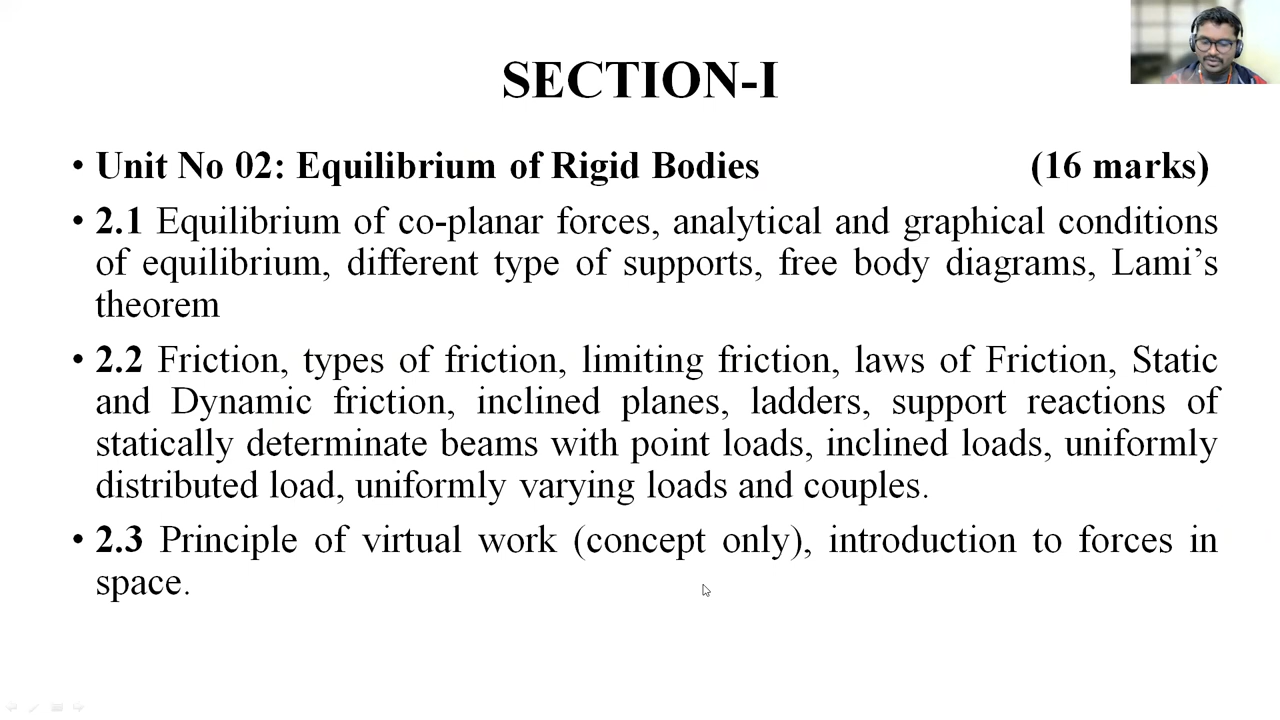 SECTION-I
• Unit No 02: Equilibrium of Rigid Bodies (16 marks)
• 2.1 Equilibrium of co-planar forces, analytical and graphical conditions
of equilibrium, different type of supports, free body diagrams, Lami’s
theorem
• 2.2 Friction, types of friction, limiting friction, laws of Friction, Static
and Dynamic friction, inclined planes, ladders, support reactions of
statically determinate beams with point loads, inclined loads, uniformly
distributed load, uniformly varying loads and couples.
• 2.3 Principle of virtual work (concept only), introduction to forces in
space.